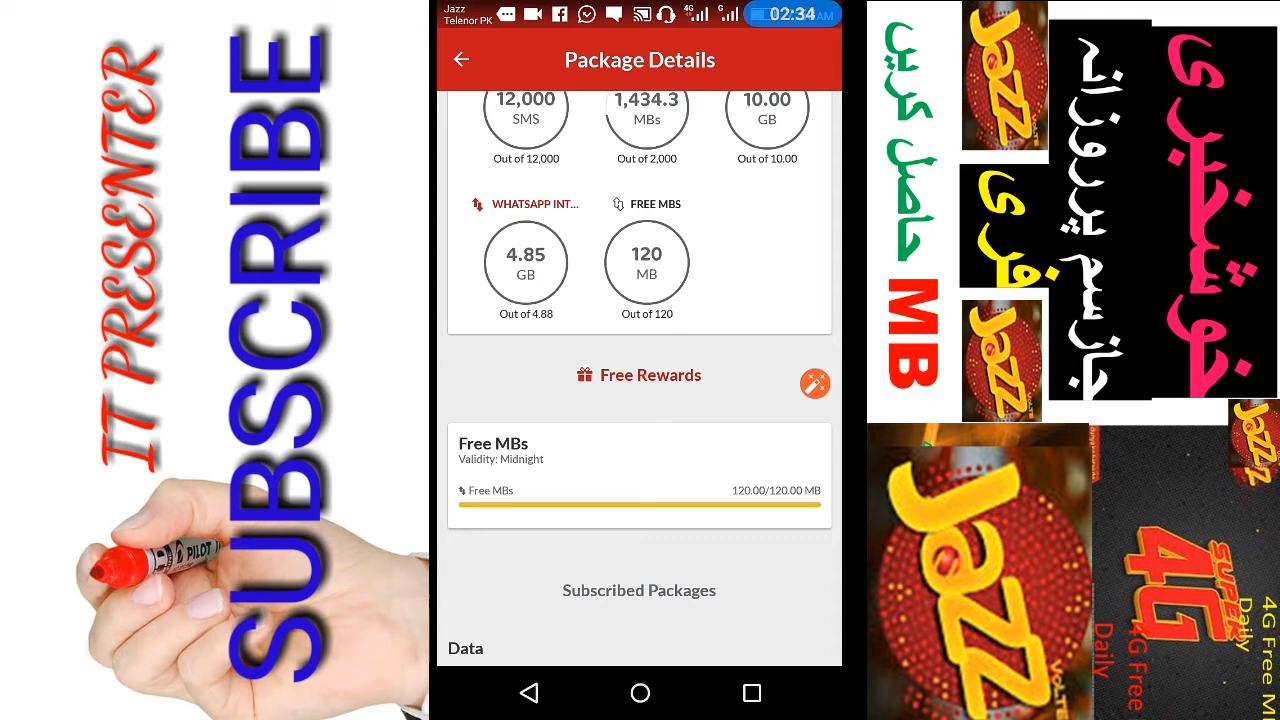 IT PRESENTER
SUBSCRIBE
PILOT
Jazz
Telenor PK
4G
G
02:34
AM
Package Details
12,000
SMS
Out of 12,000
1,434.3
MBs
Out of 2,000
10.00
GB
Out of 10.00
WHATSAPP INT...
4.85
GB
Out of 4.88
FREE MBS
120
MB
Out of 120
Free Rewards
Free MBs
Validity: Midnight
Free MBs
120.00/120.00 MB
Subscribed Packages
Data
خوشخبری
جاز سم پر روزانہ
فری
MB
حاصل کریں
Jazz
Jazz
Jazz
Jazz
VoLTE
SUPER
4G
4G Free M
Daily
4G Free
Daily